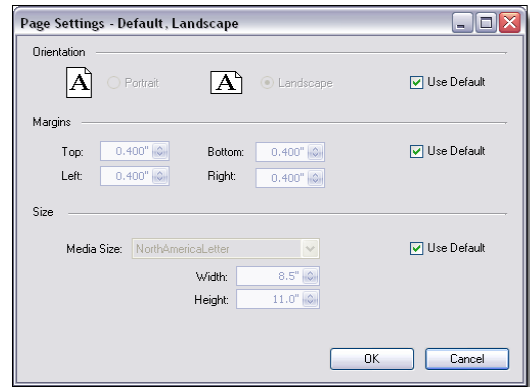 Page Settings - Default, Landscape
Orientation
A Portrait A Landscape Use Default
Margins
Top: 0.400" Bottom: 0.400" Use Default
Left: 0.400" Right: 0.400"
Size
Media Size: NorthAmericaLetter Use Default
Width: 8.5"
Height: 11.0"
OK Cancel